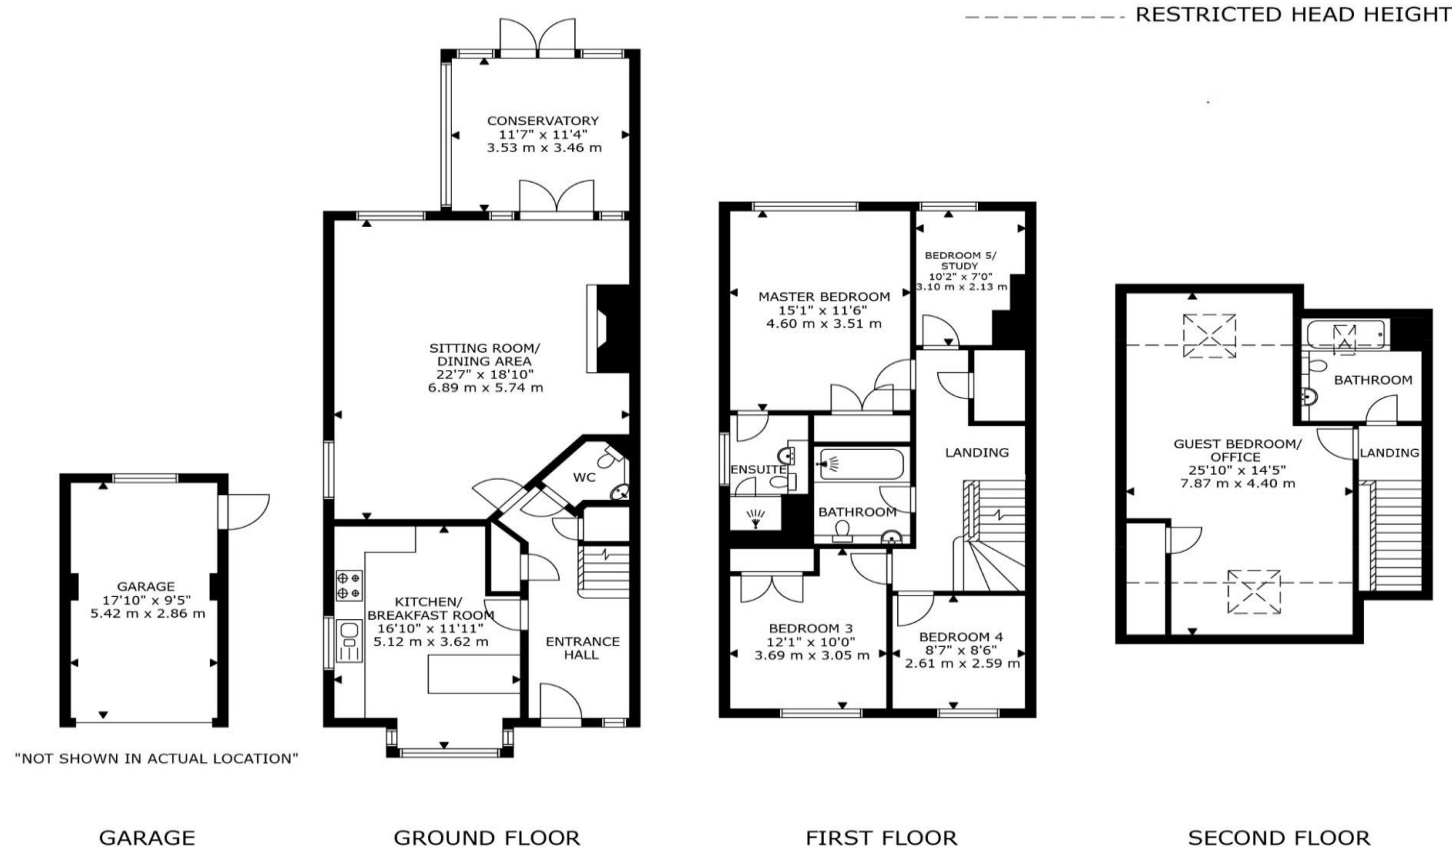 RESTRICTED HEAD HEIGHT
CONSERVATORY
11'7" x 11'4"
3.53 m x 3.46 m
SITTING ROOM/
DINING AREA
22'7" x 18'10"
6.89 m x 5.74 m
WC
KITCHEN/
BREAKFAST ROOM
16'10" x 11'11"
5.12 m x 3.62 m
ENTRANCE
HALL
GARAGE
17'10" x 9'5"
5.42 m x 2.86 m
"NOT SHOWN IN ACTUAL LOCATION"
MASTER BEDROOM
15'1" x 11'6"
4.60 m x 3.51 m
BEDROOM 5/
STUDY
10'2" x 7'0"
3.10 m x 2.13 m
ENSUITE
BATHROOM
LANDING
BEDROOM 3
12'1" x 10'0"
3.69 m x 3.05 m
BEDROOM 4
8'7" x 8'6"
2.61 m x 2.59 m
BATHROOM
GUEST BEDROOM/
OFFICE
25'10" x 14'5"
7.87 m x 4.40 m
LANDING
GARAGE
GROUND FLOOR
FIRST FLOOR
SECOND FLOOR